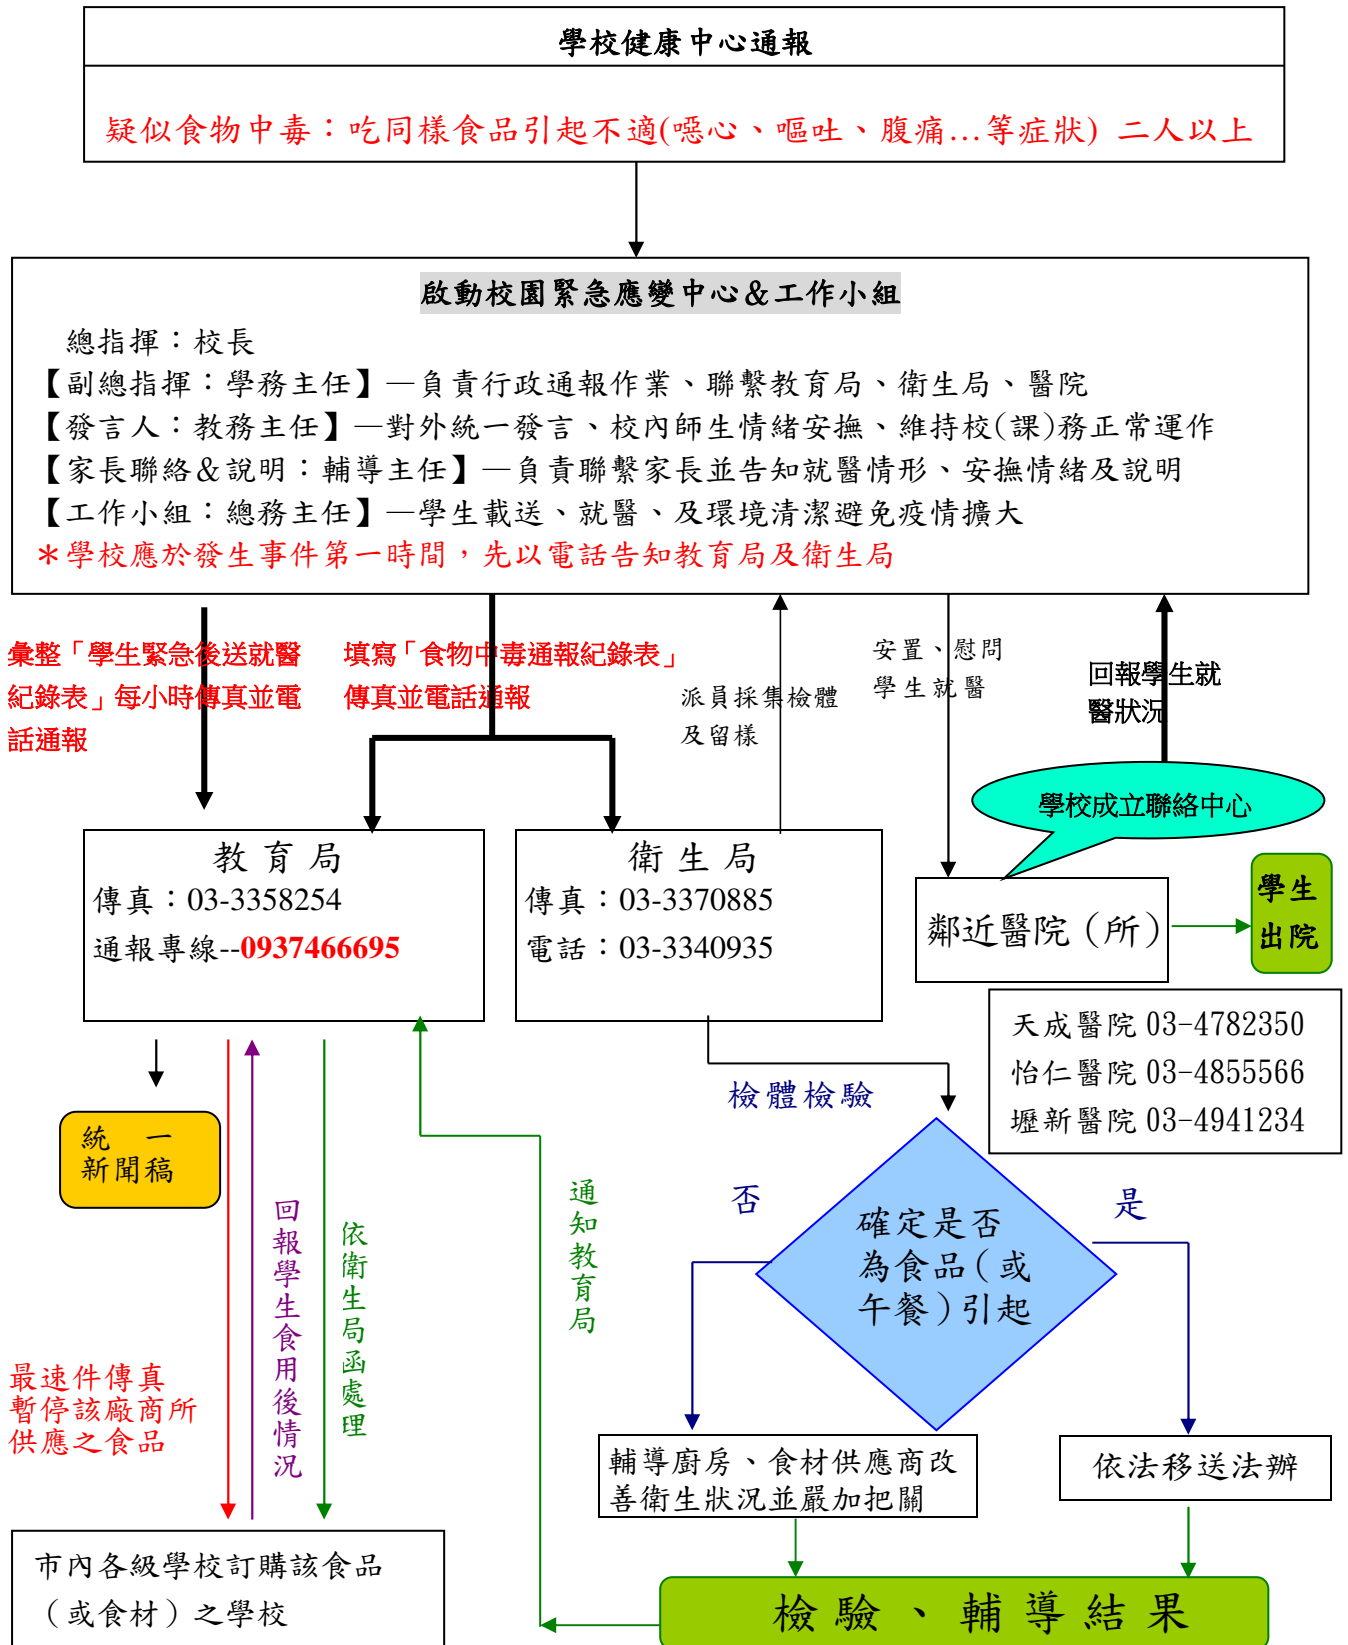 學校健康中心通報
疑似食物中毒：吃同樣食品引起不適(噁心、嘔吐、腹痛…等症狀) 二人以上
啟動校園緊急應變中心＆工作小組
總指揮：校長
【副總指揮：學務主任】—負責行政通報作業、聯繫教育局、衛生局、醫院
【發言人：教務主任】—對外統一發言、校內師生情緒安撫、維持校(課)務正常運作
【家長聯絡＆說明：輔導主任】—負責聯繫家長並告知就醫情形、安撫情緒及說明
【工作小組：總務主任】—學生載送、就醫、及環境清潔避免疫情擴大
＊學校應於發生事件第一時間，先以電話告知教育局及衛生局
彙整「學生緊急後送就醫
紀錄表」每小時傳真並電
話通報
填寫「食物中毒通報紀錄表」
傳真並電話通報
派員採集檢體
及留樣
安置、慰問
學生就醫
回報學生就
醫狀況
學校成立聯絡中心
教育局
傳真：03-3358254
通報專線--0937466695
衛生局
傳真：03-3370885
電話：03-3340935
鄰近醫院（所）
學生
出院
天成醫院 03-4782350
怡仁醫院 03-4855566
壢新醫院 03-4941234
檢體檢驗
統　一
新聞稿
回報學生食用後情況
依衛生局函處理
通知教育局
否
是
確定是否
為食品（或
午餐）引起
最速件傳真
暫停該廠商所
供應之食品
輔導廚房、食材供應商改
善衛生狀況並嚴加把關
依法移送法辦
市內各級學校訂購該食品
（或食材）之學校
檢驗、輔導結果